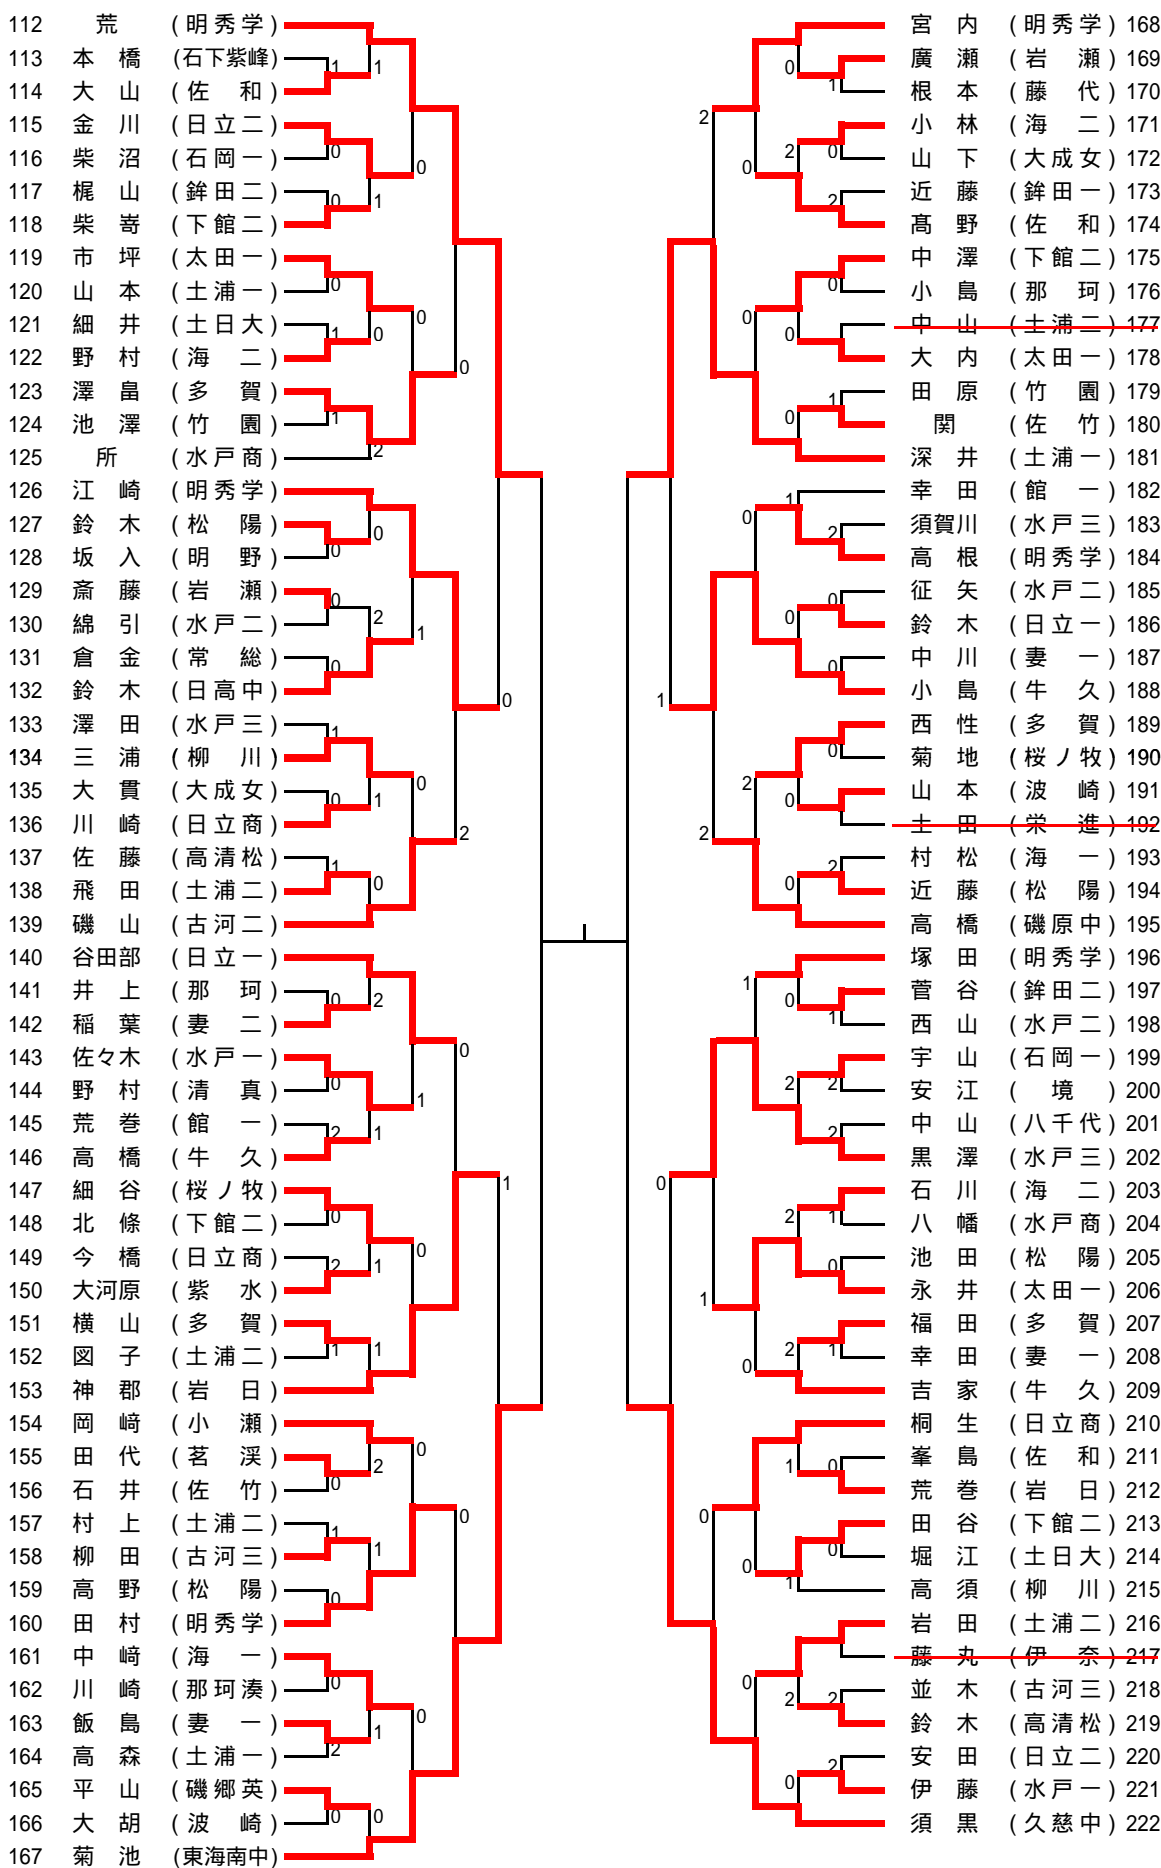 112 荒 (明秀学)
113 本橋 (石下紫峰)
114 大山 (佐和)
115 金川 (日立二)
116 柴沼 (石岡一)
117 梶山 (鉾田二)
118 柴嵜 (下館二)
119 市坪 (太田一)
120 山本 (土浦一)
121 細井 (土日大)
122 野村 (海二)
123 澤畠 (多賀)
124 池澤 (竹園)
125 所 (水戸商)
126 江崎 (明秀学)
127 鈴木 (松陽)
128 坂入 (明野)
129 斎藤 (岩瀬)
130 綿引 (水戸二)
131 倉金 (常総)
132 鈴木 (日高中)
133 澤田 (水戸三)
134 三浦 (柳川)
135 大貫 (大成女)
136 川崎 (日立商)
137 佐藤 (高清松)
138 飛田 (土浦二)
139 磯山 (古河二)
140 谷田部 (日立一)
141 井上 (那珂)
142 稲葉 (妻二)
143 佐々木 (水戸一)
144 野村 (清真)
145 荒巻 (館一)
146 高橋 (牛久)
147 細谷 (桜ノ牧)
148 北條 (下館二)
149 今橋 (日立商)
150 大河原 (紫水)
151 横山 (多賀)
152 図子 (土浦二)
153 神郡 (岩日)
154 岡﨑 (小瀬)
155 田代 (茗渓)
156 石井 (佐竹)
157 村上 (土浦二)
158 柳田 (古河三)
159 高野 (松陽)
160 田村 (明秀学)
161 中﨑 (海一)
162 川崎 (那珂湊)
163 飯島 (妻一)
164 高森 (土浦一)
165 平山 (磯郷英)
166 大胡 (波崎)
167 菊池 (東海南中)
宮内 (明秀学) 168
廣瀬 (岩瀬) 169
根本 (藤代) 170
小林 (海二) 171
山下 (大成女) 172
近藤 (鉾田一) 173
髙野 (佐和) 174
中澤 (下館二) 175
小島 (那珂) 176
中山 (土浦二) 177
大内 (太田一) 178
田原 (竹園) 179
関 (佐竹) 180
深井 (土浦一) 181
幸田 (館一) 182
須賀川 (水戸三) 183
高根 (明秀学) 184
征矢 (水戸二) 185
鈴木 (日立一) 186
中川 (妻一) 187
小島 (牛久) 188
西性 (多賀) 189
菊地 (桜ノ牧) 190
山本 (波崎) 191
土田 (栄進) 192
村松 (海一) 193
近藤 (松陽) 194
高橋 (磯原中) 195
塚田 (明秀学) 196
菅谷 (鉾田二) 197
西山 (水戸二) 198
宇山 (石岡一) 199
安江 (境) 200
中山 (八千代) 201
黒澤 (水戸三) 202
石川 (海二) 203
八幡 (水戸商) 204
池田 (松陽) 205
永井 (太田一) 206
福田 (多賀) 207
幸田 (妻一) 208
吉家 (牛久) 209
桐生 (日立商) 210
峯島 (佐和) 211
荒巻 (岩日) 212
田谷 (下館二) 213
堀江 (土日大) 214
高須 (柳川) 215
岩田 (土浦二) 216
藤丸 (伊奈) 217
並木 (古河三) 218
鈴木 (高清松) 219
安田 (日立二) 220
伊藤 (水戸一) 221
須黒 (久慈中) 222